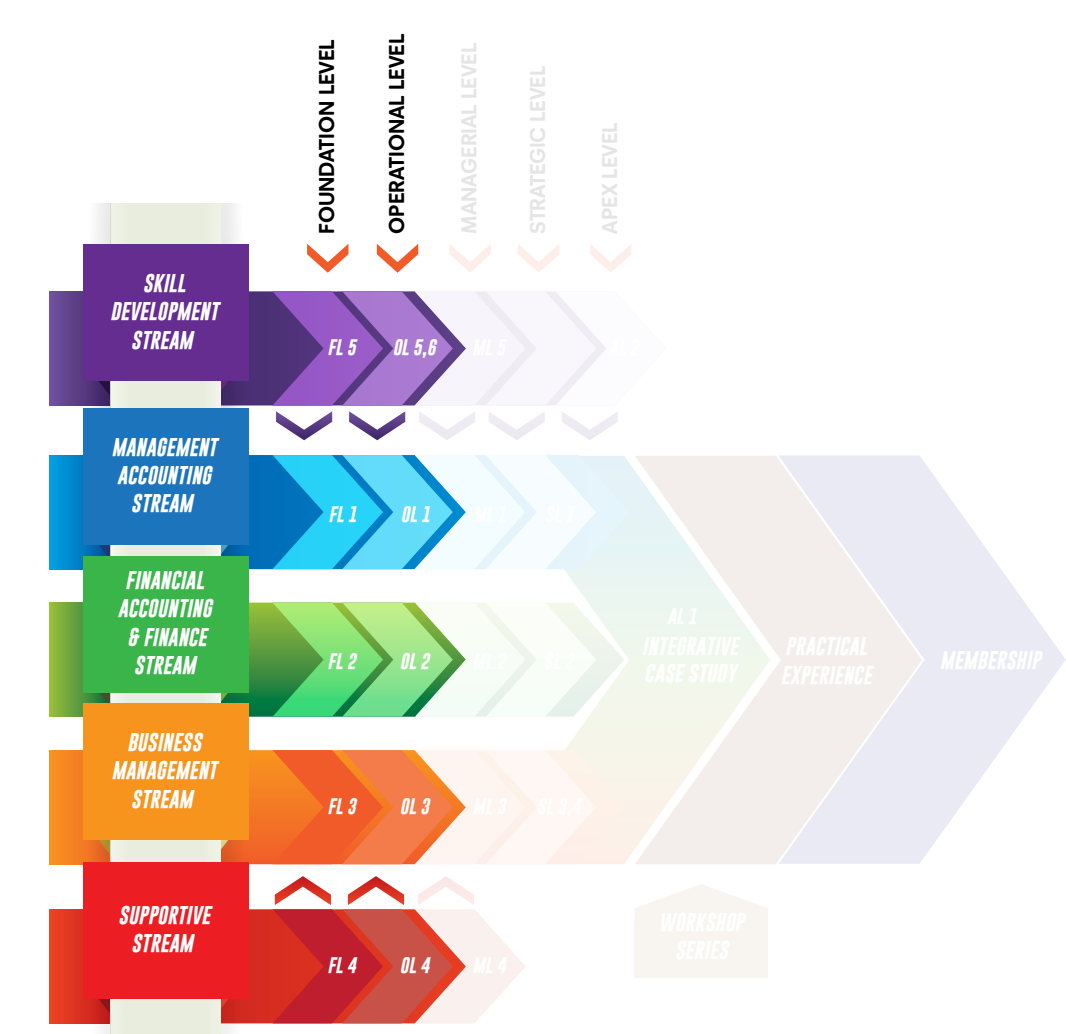 FOUNDATION LEVEL
OPERATIONAL LEVEL
MANAGERIAL LEVEL
STRATEGIC LEVEL
APEX LEVEL
SKILL
DEVELOPMENT
STREAM
FL 5
OL 5,6
ML 5
MANAGEMENT
ACCOUNTING
STREAM
FL 1
OL 1
ML 1
SL 1
FINANCIAL
ACCOUNTING
& FINANCE
STREAM
FL 2
OL 2
ML 2
SL 2
AL 1
INTEGRATIVE
CASE STUDY
PRACTICAL
EXPERIENCE
MEMBERSHIP
BUSINESS
MANAGEMENT
STREAM
FL 3
OL 3
ML 3
SL 3,4
SUPPORTIVE
STREAM
FL 4
OL 4
ML 4
WORKSHOP
SERIES